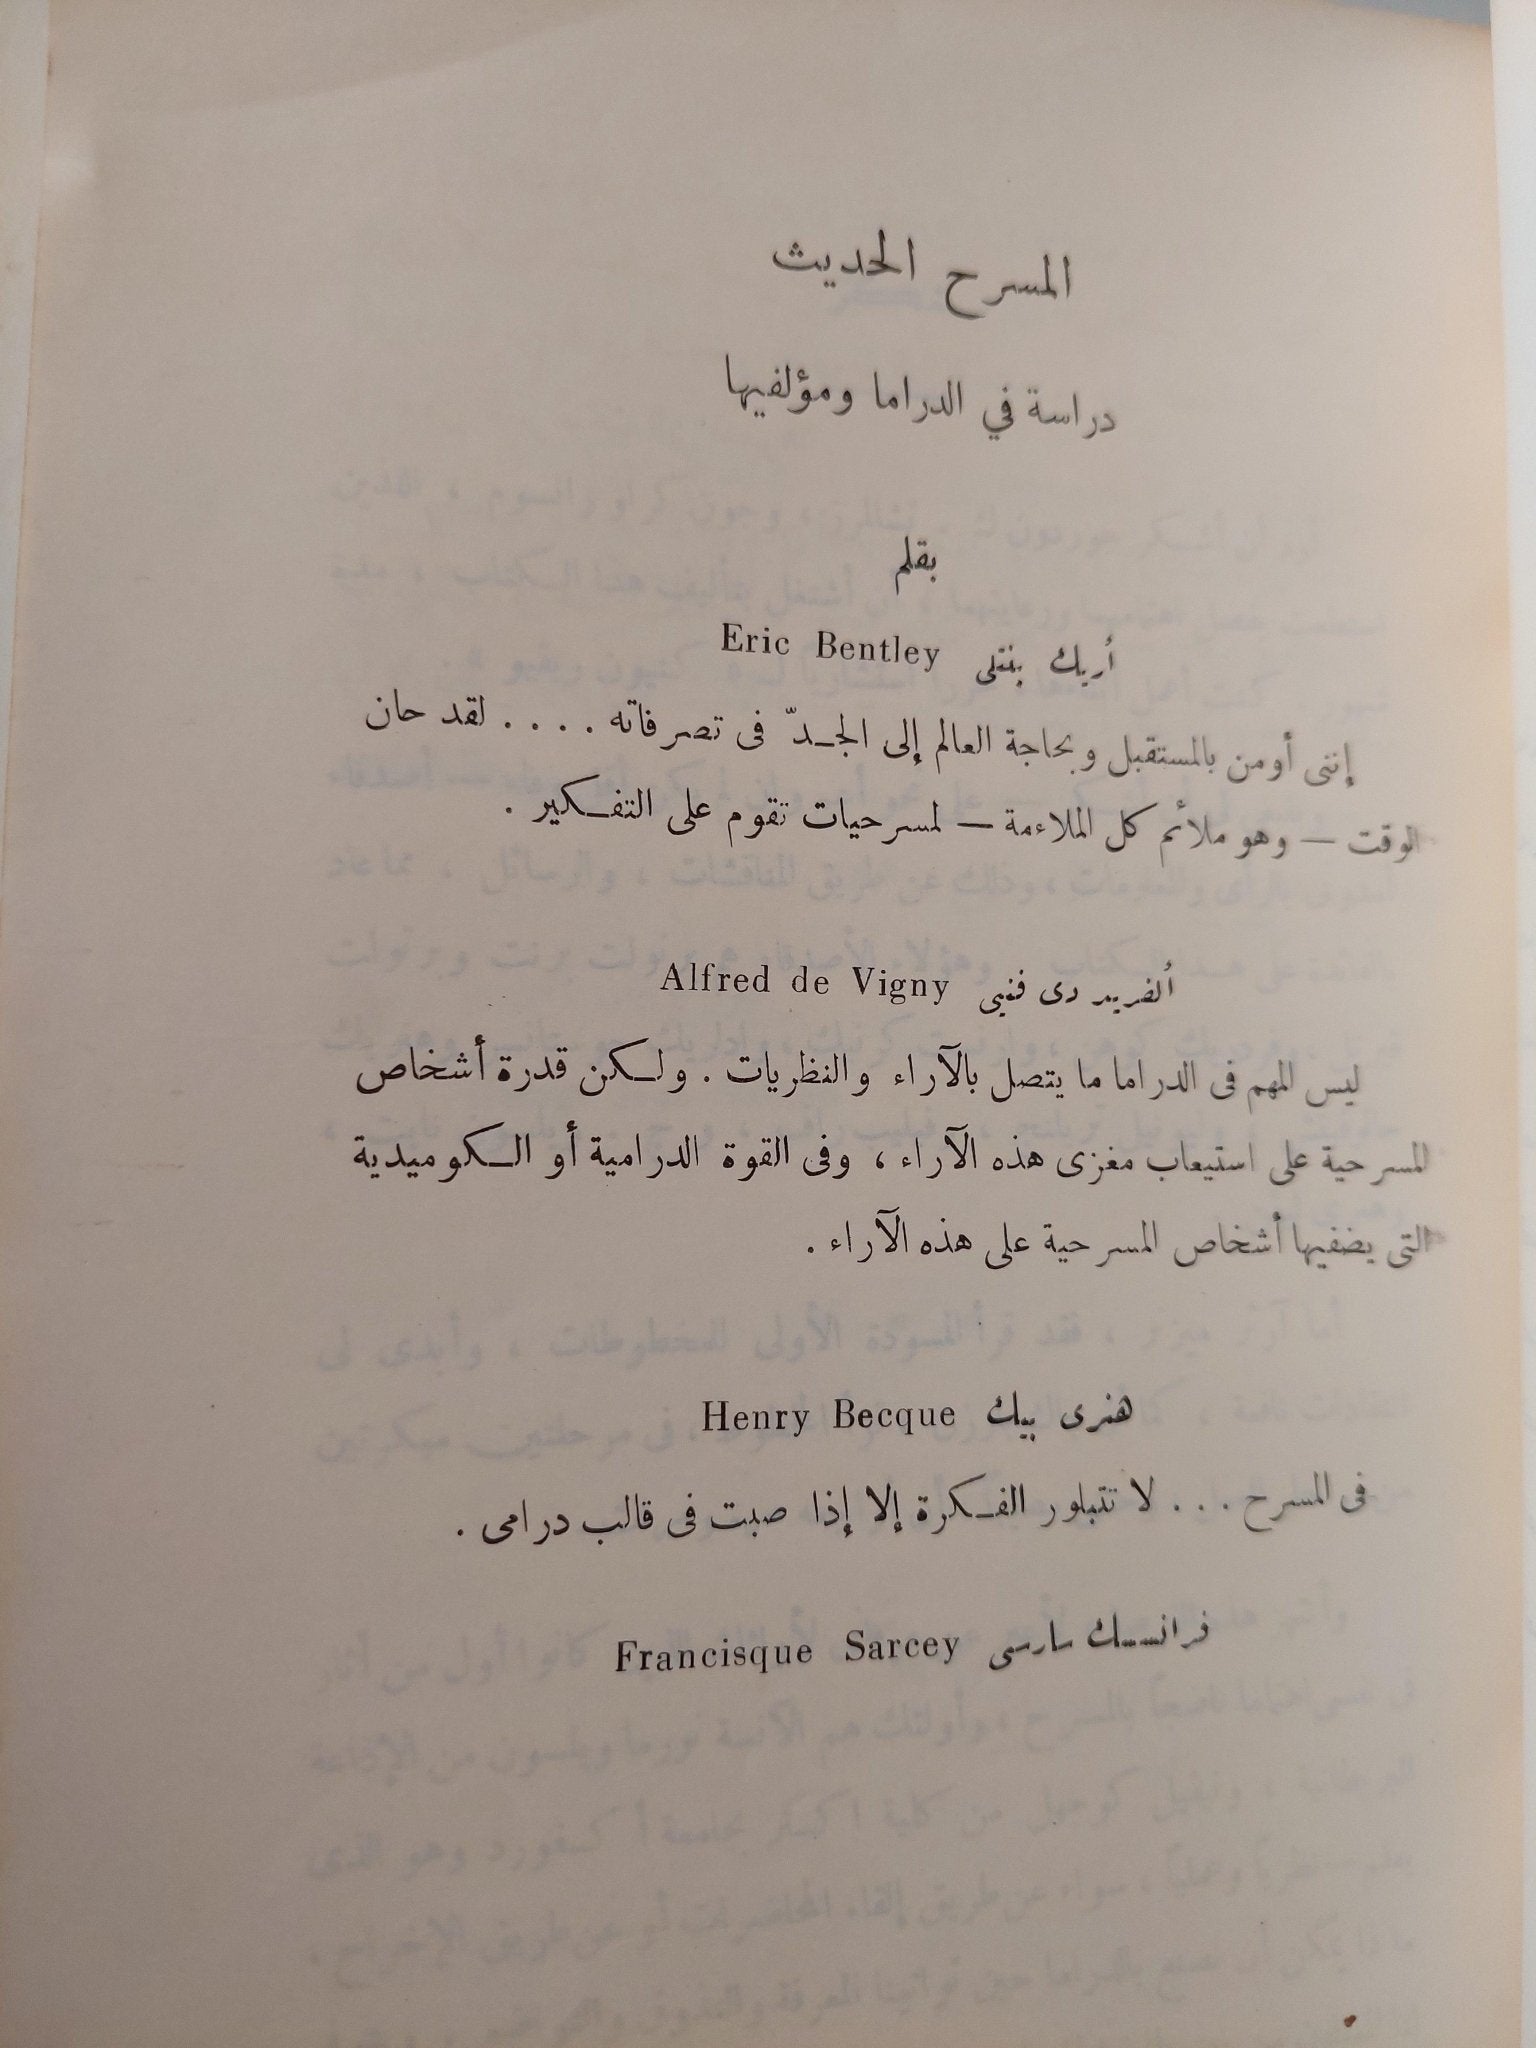 المسرح الحديث
دراسة في الدراما ومؤلفيها
بقلم
أريك بنتلى Eric Bentley
إننى أومن بالمستقبل وبحاجة العالم إلى الجدّ فى تصرفاته . . . . لقد حان
الوقت — وهو ملائم كل الملاءمة — لمسرحيات تقوم على التفكير .
ألفريد دى فنيى Alfred de Vigny
ليس المهم فى الدراما ما يتصل بالآراء والنظريات . ولكن قدرة أشخاص
المسرحية على استيعاب مغزى هذه الآراء ، وفى القوة الدرامية أو الكوميدية
التى يضفيها أشخاص المسرحية على هذه الآراء .
هنرى بيك Henry Becque
فى المسرح . . . لا تتبلور الفكرة إلا إذا صبت فى قالب درامى .
فرانسسك سارسى Francisque Sarcey